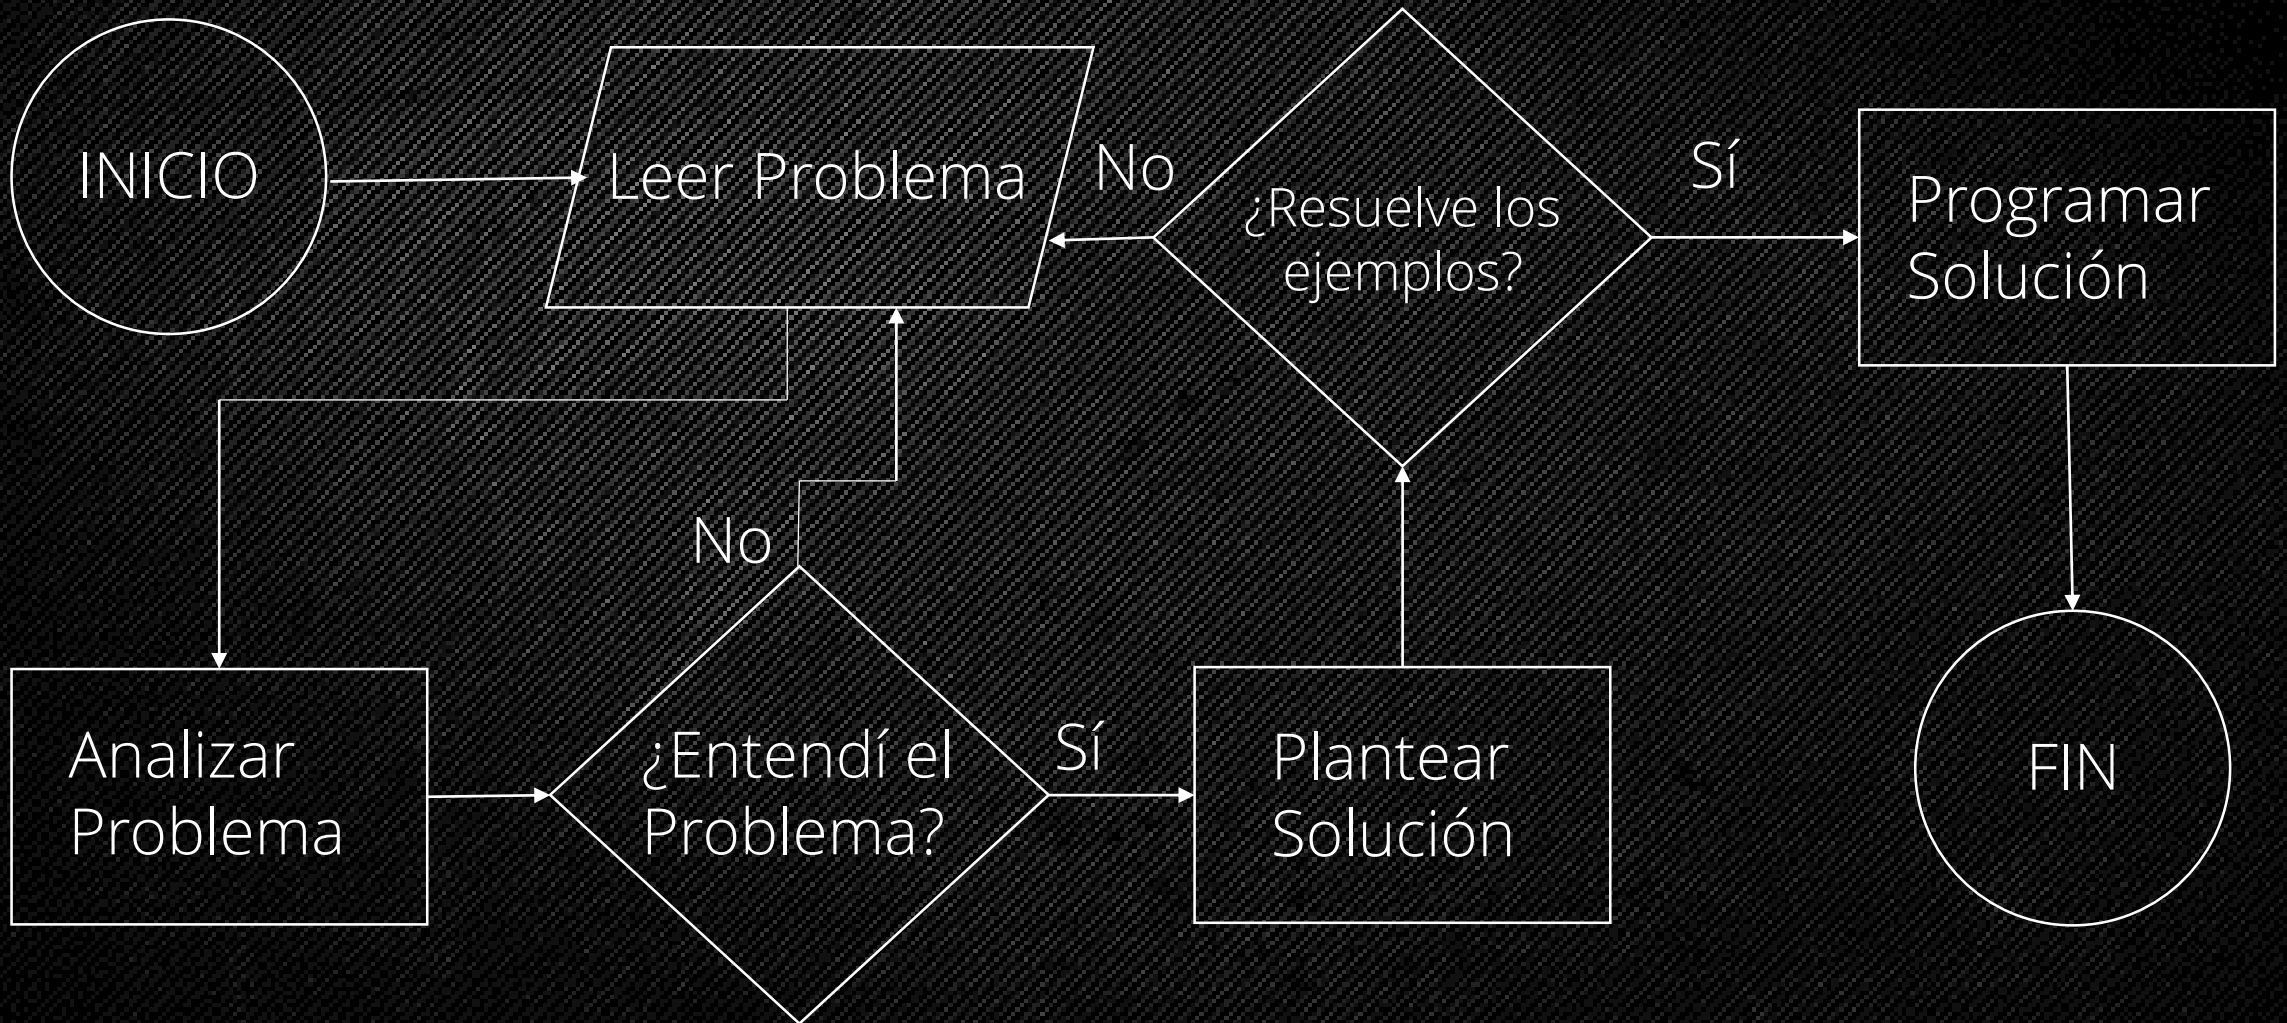 INICIO
Leer Problema
No
¿Resuelve los
ejemplos?
Sí
Programar
Solución
No
Analizar
Problema
¿Entendí el
Problema?
Sí
Plantear
Solución
FIN